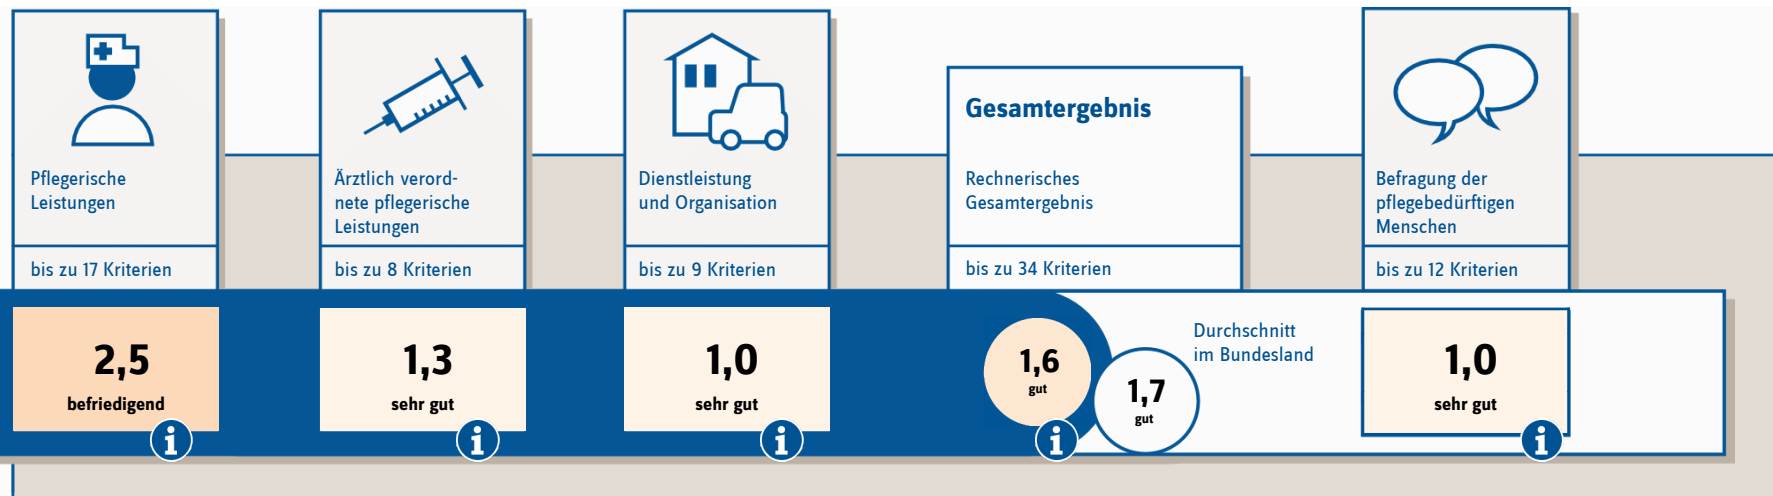 Pflegerische
Leistungen
bis zu 17 Kriterien
2,5
befriedigend
i
Ärztlich verord-
nete pflegerische
Leistungen
bis zu 8 Kriterien
1,3
sehr gut
i
Dienstleistung
und Organisation
bis zu 9 Kriterien
1,0
sehr gut
i
Gesamtergebnis
Rechnerisches
Gesamtergebnis
bis zu 34 Kriterien
1,6
gut
i
1,7
gut
Durchschnitt
im Bundesland
Befragung der
pflegebedürftigen
Menschen
bis zu 12 Kriterien
1,0
sehr gut
i